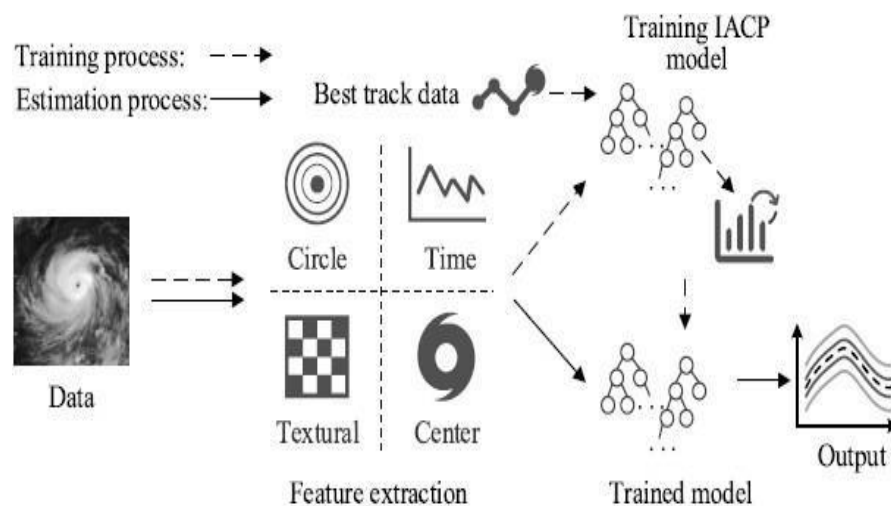 Training process:
Estimation process:
Best track data
Training IACP
model
Circle
Time
Data
Textural
Center
Output
Feature extraction
Trained model